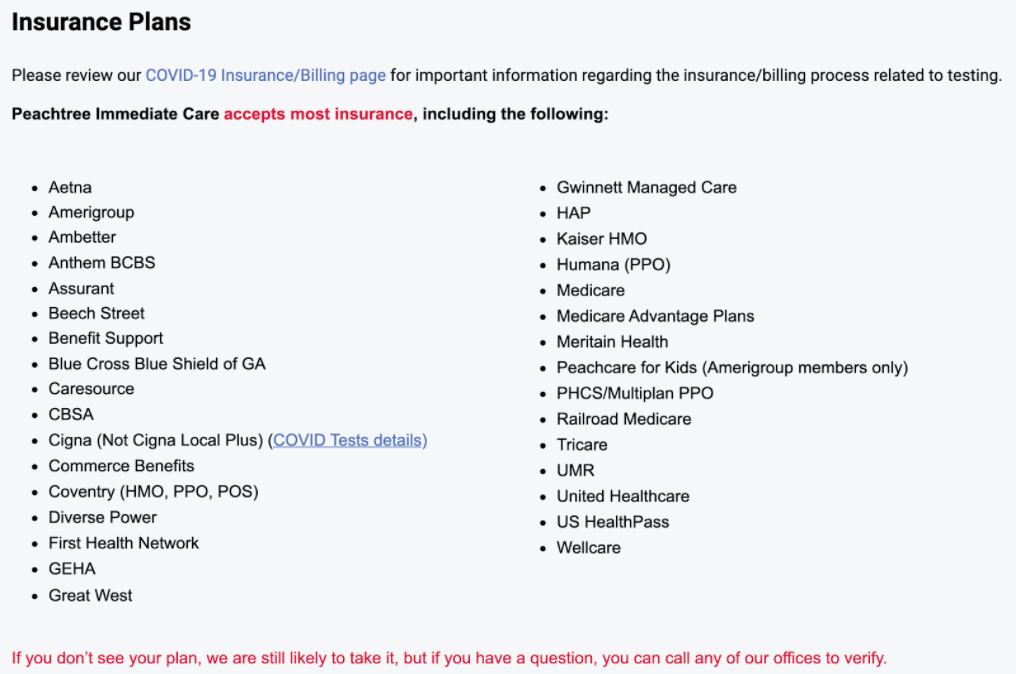 Insurance Plans
Please review our COVID-19 Insurance/Billing page for important information regarding the insurance/billing process related to testing.
Peachtree Immediate Care accepts most insurance, including the following:
• Aetna
• Amerigroup
• Ambetter
• Anthem BCBS
• Assurant
• Beech Street
• Benefit Support
• Blue Cross Blue Shield of GA
• Caresource
• CBSA
• Cigna (Not Cigna Local Plus) (COVID Tests details)
• Commerce Benefits
• Coventry (HMO, PPO, POS)
• Diverse Power
• First Health Network
• GEHA
• Great West
• Gwinnett Managed Care
• HAP
• Kaiser HMO
• Humana (PPO)
• Medicare
• Medicare Advantage Plans
• Meritain Health
• Peachcare for Kids (Amerigroup members only)
• PHCS/Multiplan PPO
• Railroad Medicare
• Tricare
• UMR
• United Healthcare
• US HealthPass
• Wellcare
If you don’t see your plan, we are still likely to take it, but if you have a question, you can call any of our offices to verify.